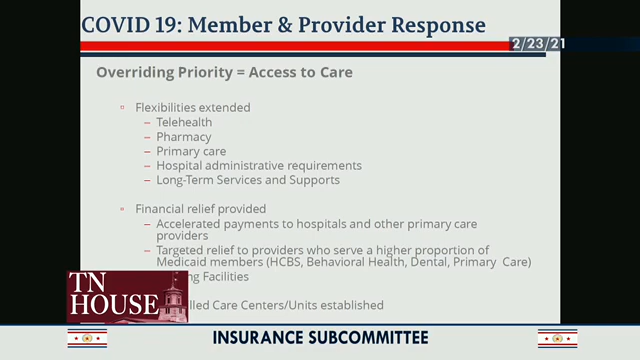 COVID 19: Member & Provider Response
2/23/21
Overriding Priority = Access to Care
Flexibilities extended
– Telehealth
– Pharmacy
– Primary care
– Hospital administrative requirements
– Long-Term Services and Supports
Financial relief provided
– Accelerated payments to hospitals and other primary care
providers
– Targeted relief to providers who serve a higher proportion of
Medicaid members (HCBS, Behavioral Health, Dental, Primary Care)
Facilities
Care Centers/Units established
TN
HOUSE
INSURANCE SUBCOMMITTEE